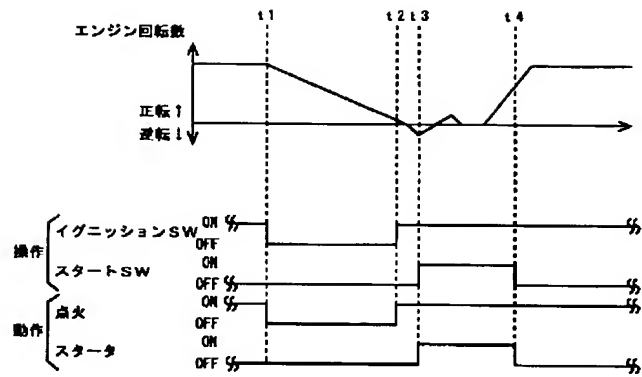 t1 t2 t3 t4
エンジン回転数
正転↑
逆転↓
操作
イグニッションSW ON
OFF
スタートSW ON
OFF
動作
点火 ON
OFF
スタータ ON
OFF